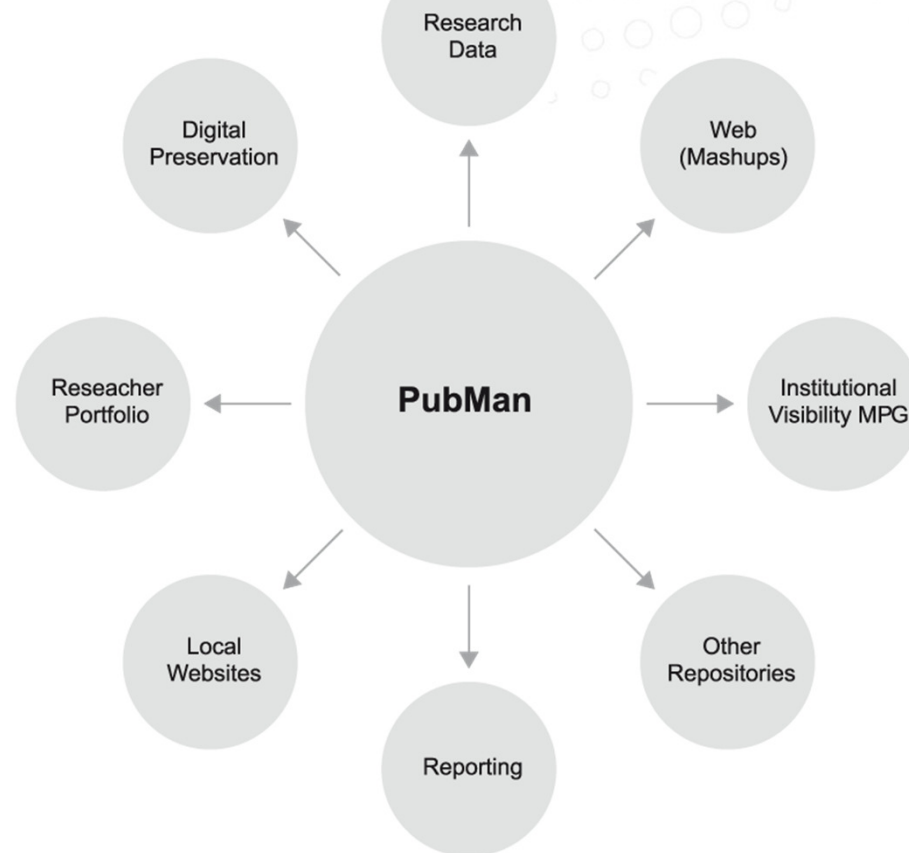 Research
Data
Digital
Preservation
Web
(Mashups)
Reseacher
Portfolio
PubMan
Institutional
Visibility MPG
Local
Websites
Other
Repositories
Reporting